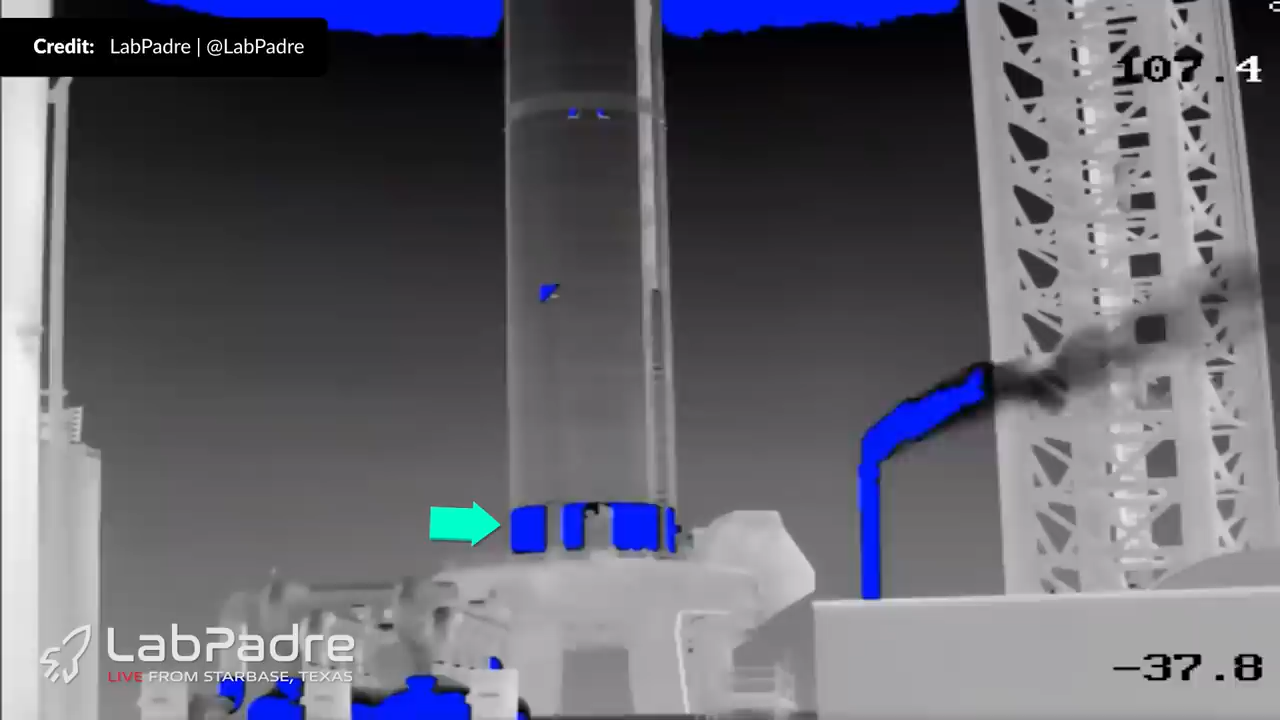 Credit: LabPadre | @LabPadre
107.4
LabPadre
LIVE FROM STARBASE, TEXAS
-37.8